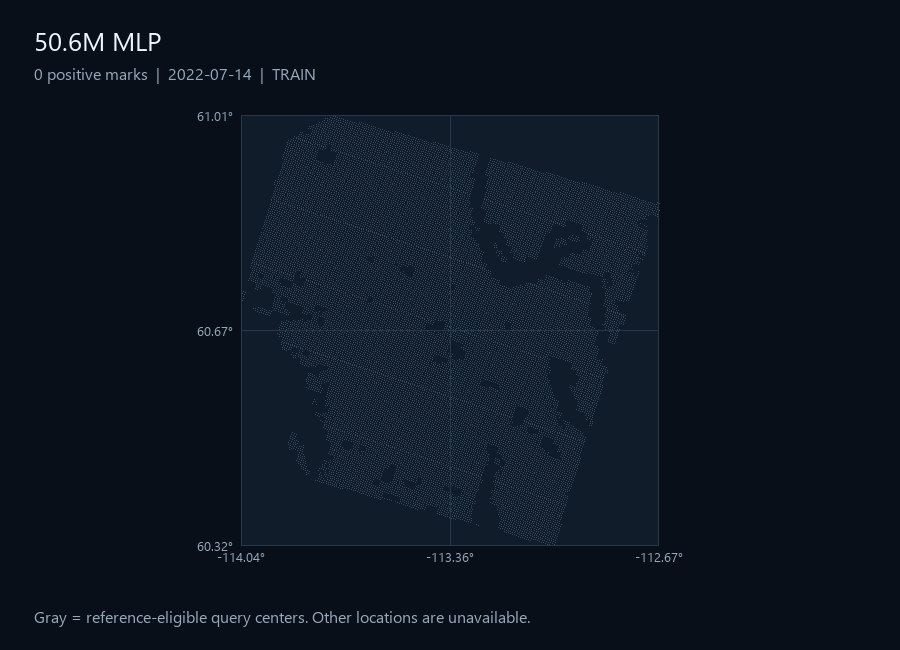 50.6M MLP
0 positive marks | 2022-07-14 | TRAIN
61.01°
60.67°
60.32°
-114.04°
-113.36°
-112.67°
Gray = reference-eligible query centers. Other locations are unavailable.